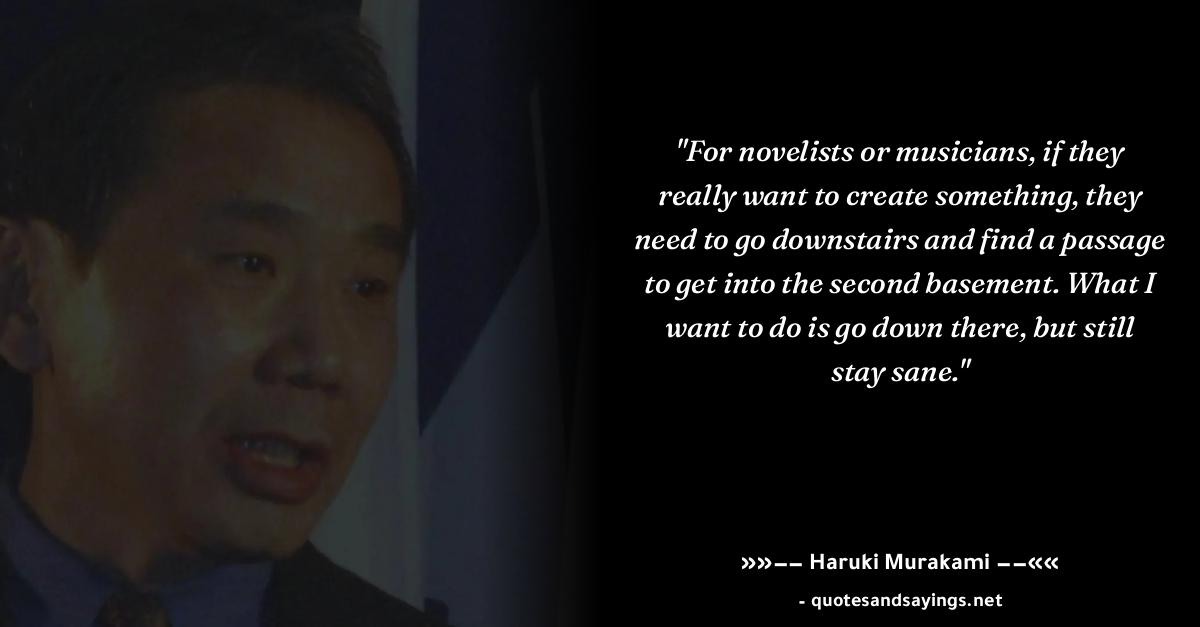 "For novelists or musicians, if they
really want to create something, they
need to go downstairs and find a passage
to get into the second basement. What I
want to do is go down there, but still
stay sane."
»»−− Haruki Murakami −−««
- quotesandsayings.net